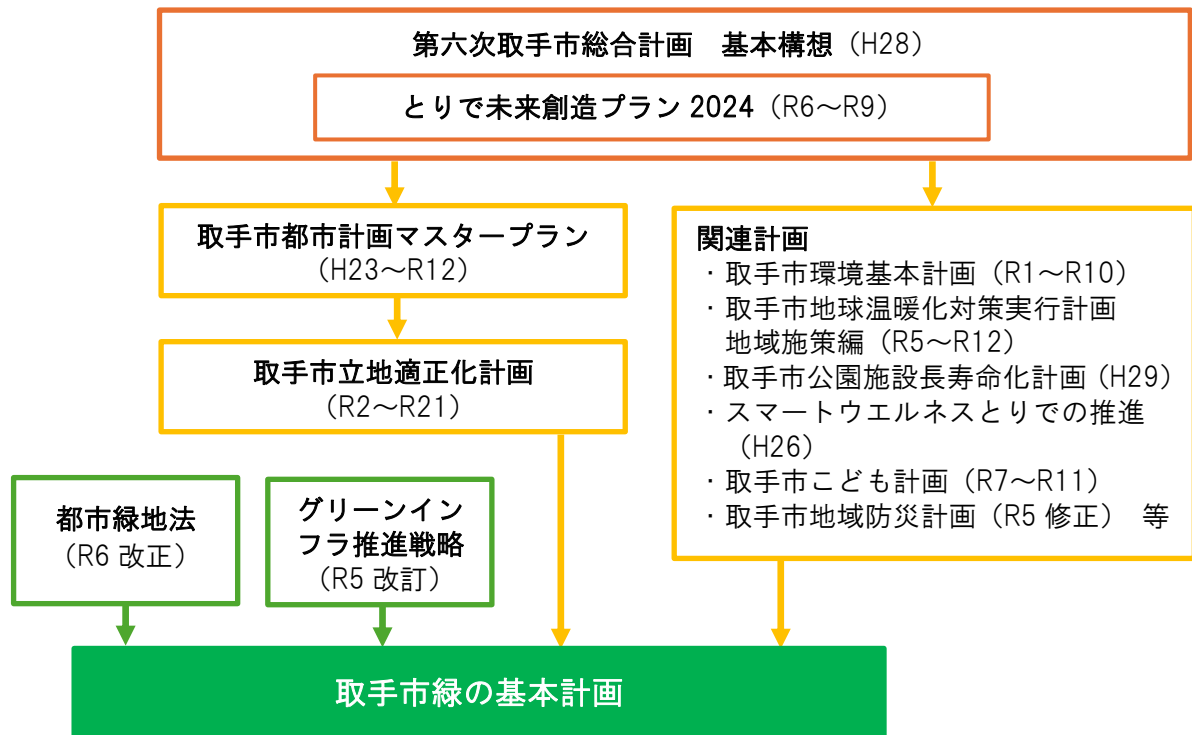 第六次取手市総合計画　基本構想（H28）
とりで未来創造プラン 2024（R6～R9）
取手市都市計画マスタープラン
（H23～R12）
取手市立地適正化計画
（R2～R21）
関連計画
・取手市環境基本計画（R1～R10）
・取手市地球温暖化対策実行計画
地域施策編（R5～R12）
・取手市公園施設長寿命化計画（H29）
・スマートウエルネスとりでの推進
（H26）
・取手市こども計画（R7～R11）
・取手市地域防災計画（R5 修正）　等
都市緑地法
（R6 改正）
グリーンイン
フラ推進戦略
（R5 改訂）
取手市緑の基本計画